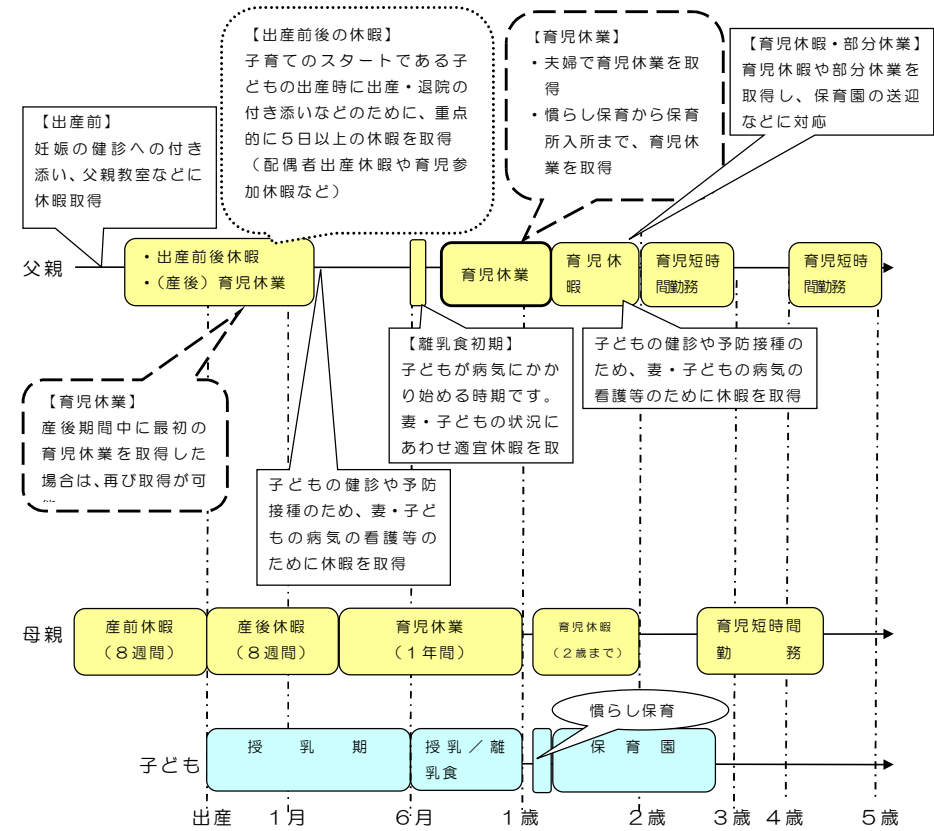 【出産前後の休暇】
子育てのスタートである子
どもの出産時に出産・退院の
付き添いなどのために、重点
的に５日以上の休暇を取得
（配偶者出産休暇や育児参
加休暇など）
【育児休業】
・夫婦で育児休業を取
得
・慣らし保育から保育
所入所まで、育児休
業を取得
【育児休暇・部分休業】
育児休暇や部分休業を
取得し、保育園の送迎
などに対応
【出産前】
妊娠の健診への付き
添い、父親教室などに
休暇取得
父親
・出産前後休暇
・（産後）育児休業
育児休業
育児休
暇
育児短時
間勤務
育児短時
間勤務
【離乳食初期】
子どもが病気にかか
り始める時期です。
妻・子どもの状況に
あわせ適宜休暇を取
子どもの健診や予防接種の
ため、妻・子どもの病気の
看護等のために休暇を取得
【育児休業】
産後期間中に最初の
育児休業を取得した
場合は、再び取得が可
子どもの健診や予防
接種のため、妻・子ど
もの病気の看護等の
ために休暇を取得
母親
産前休暇
（８週間）
産後休暇
（８週間）
育児休業
（１年間）
育児休暇
（２歳まで）
育児短時間
勤務
慣らし保育
子ども
授乳期
授乳／離
乳食
保育園
出産
１月
６月
１歳
２歳
３歳
４歳
５歳